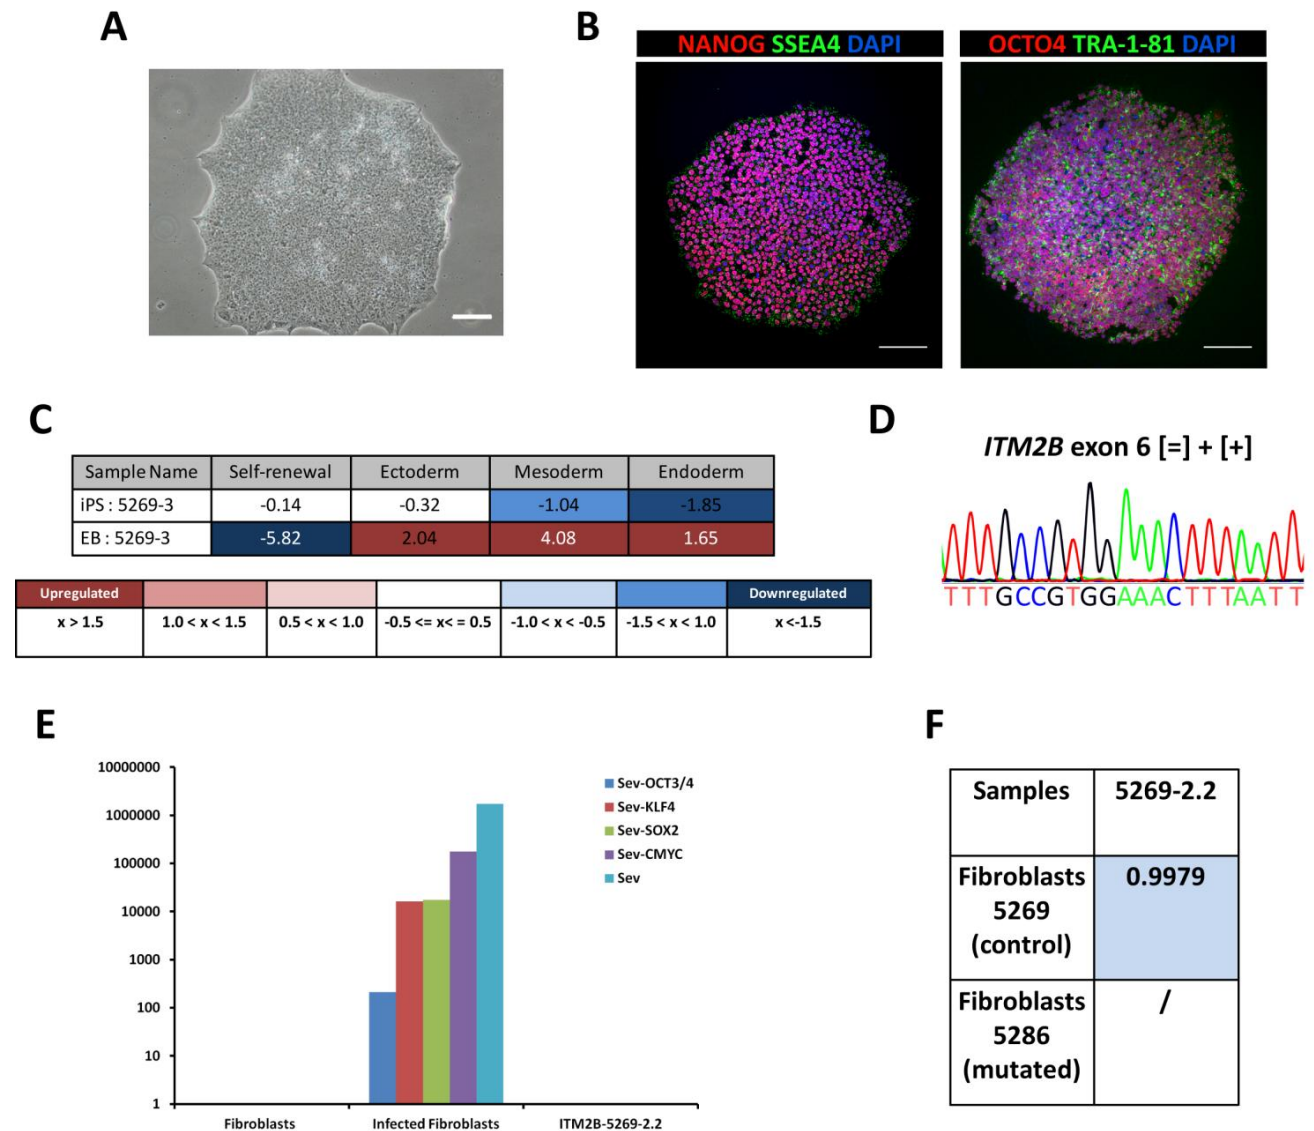 A
B
NANOG SSEA4 DAPI
OCTO4 TRA-1-81 DAPI
C
Sample Name Self-renewal Ectoderm Mesoderm Endoderm
iPS : 5269-3 -0.14 -0.32 -1.04 -1.85
EB : 5269-3 -5.82 2.04 4.08 1.65
Upregulated Downregulated
x > 1.5 1.0 < x < 1.5 0.5 < x < 1.0 -0.5 <= x<= 0.5 -1.0 < x < -0.5 -1.5 < x < 1.0 x <-1.5
D
ITM2B exon 6 [=] + [+]
TTTGCCGTGGAAACTTTAATT
E
10000000
1000000
100000
10000
1000
100
10
1
Fibroblasts Infected Fibroblasts ITM2B-5269-2.2
Sev-OCT3/4
Sev-KLF4
Sev-SOX2
Sev-CMYC
Sev
F
Samples 5269-2.2
Fibroblasts 0.9979
5269
(control)
Fibroblasts /
5286
(mutated)